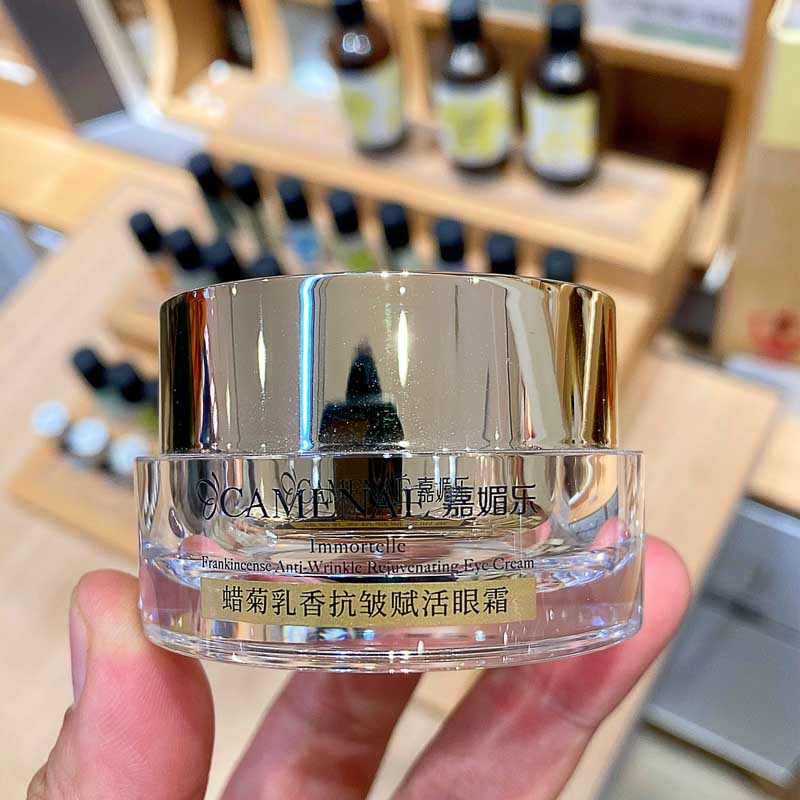 CAMENAE 嘉媚乐
Immortelle
Frankincense Anti-Wrinkle Rejuvenating Eye Cream
蜡菊乳香抗皱赋活眼霜